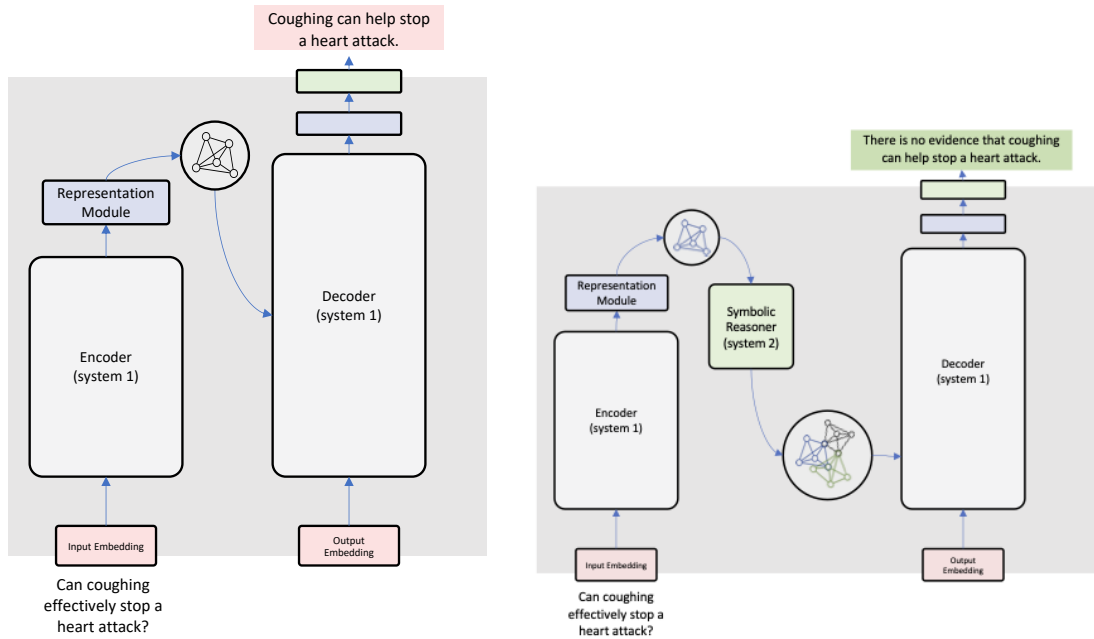 Coughing can help stop
a heart attack.
Representation
Module
Encoder
(system 1)
Decoder
(system 1)
Input Embedding
Output
Embedding
Can coughing
effectively stop a
heart attack?
There is no evidence that coughing
can help stop a heart attack.
Representation
Module
Symbolic
Reasoner
(system 2)
Encoder
(system 1)
Decoder
(system 1)
Input Embedding
Output
Embedding
Can coughing
effectively stop a
heart attack?